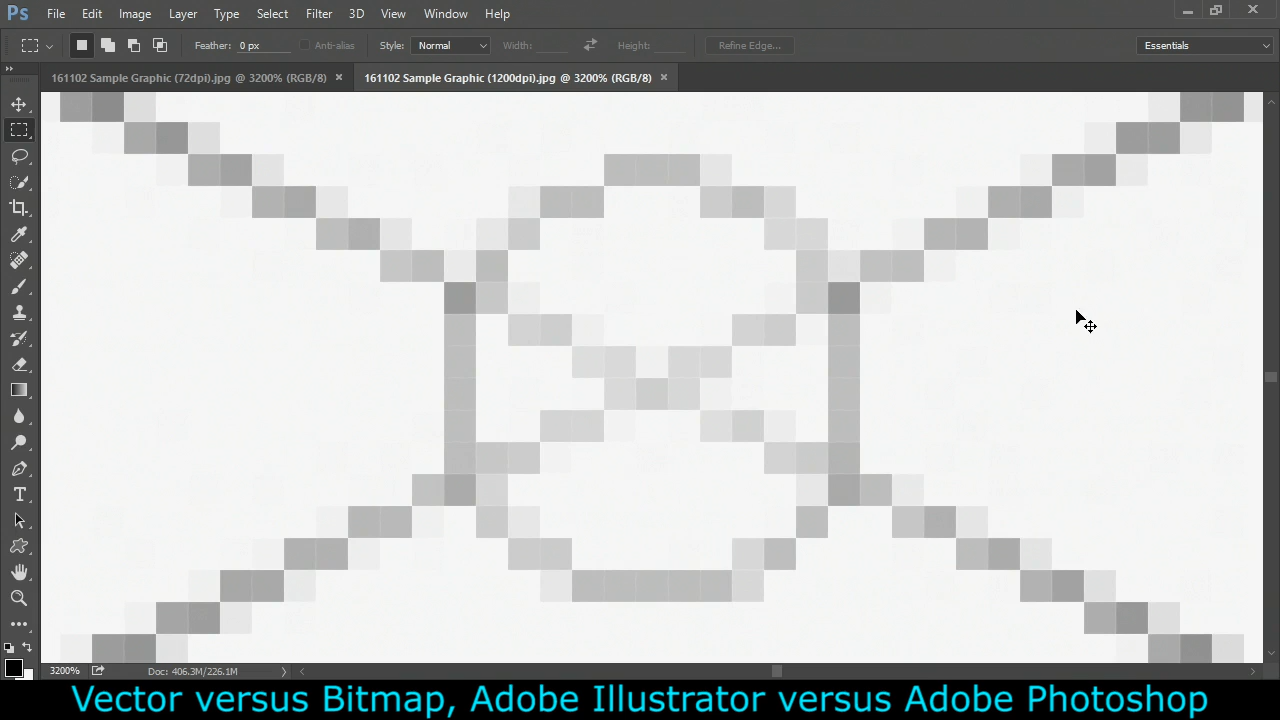 Ps File Edit Image Layer Type Select Filter 3D View Window Help
Feather: 0 px Anti-alias Style: Normal Width: Height: Refine Edge... Essentials
161102 Sample Graphic (72dpi).jpg @ 3200% (RGB/8) × 161102 Sample Graphic (1200dpi).jpg @ 3200% (RGB/8) ×
3200% Doc: 406.3M/226.1M
Vector versus Bitmap, Adobe Illustrator versus Adobe Photoshop